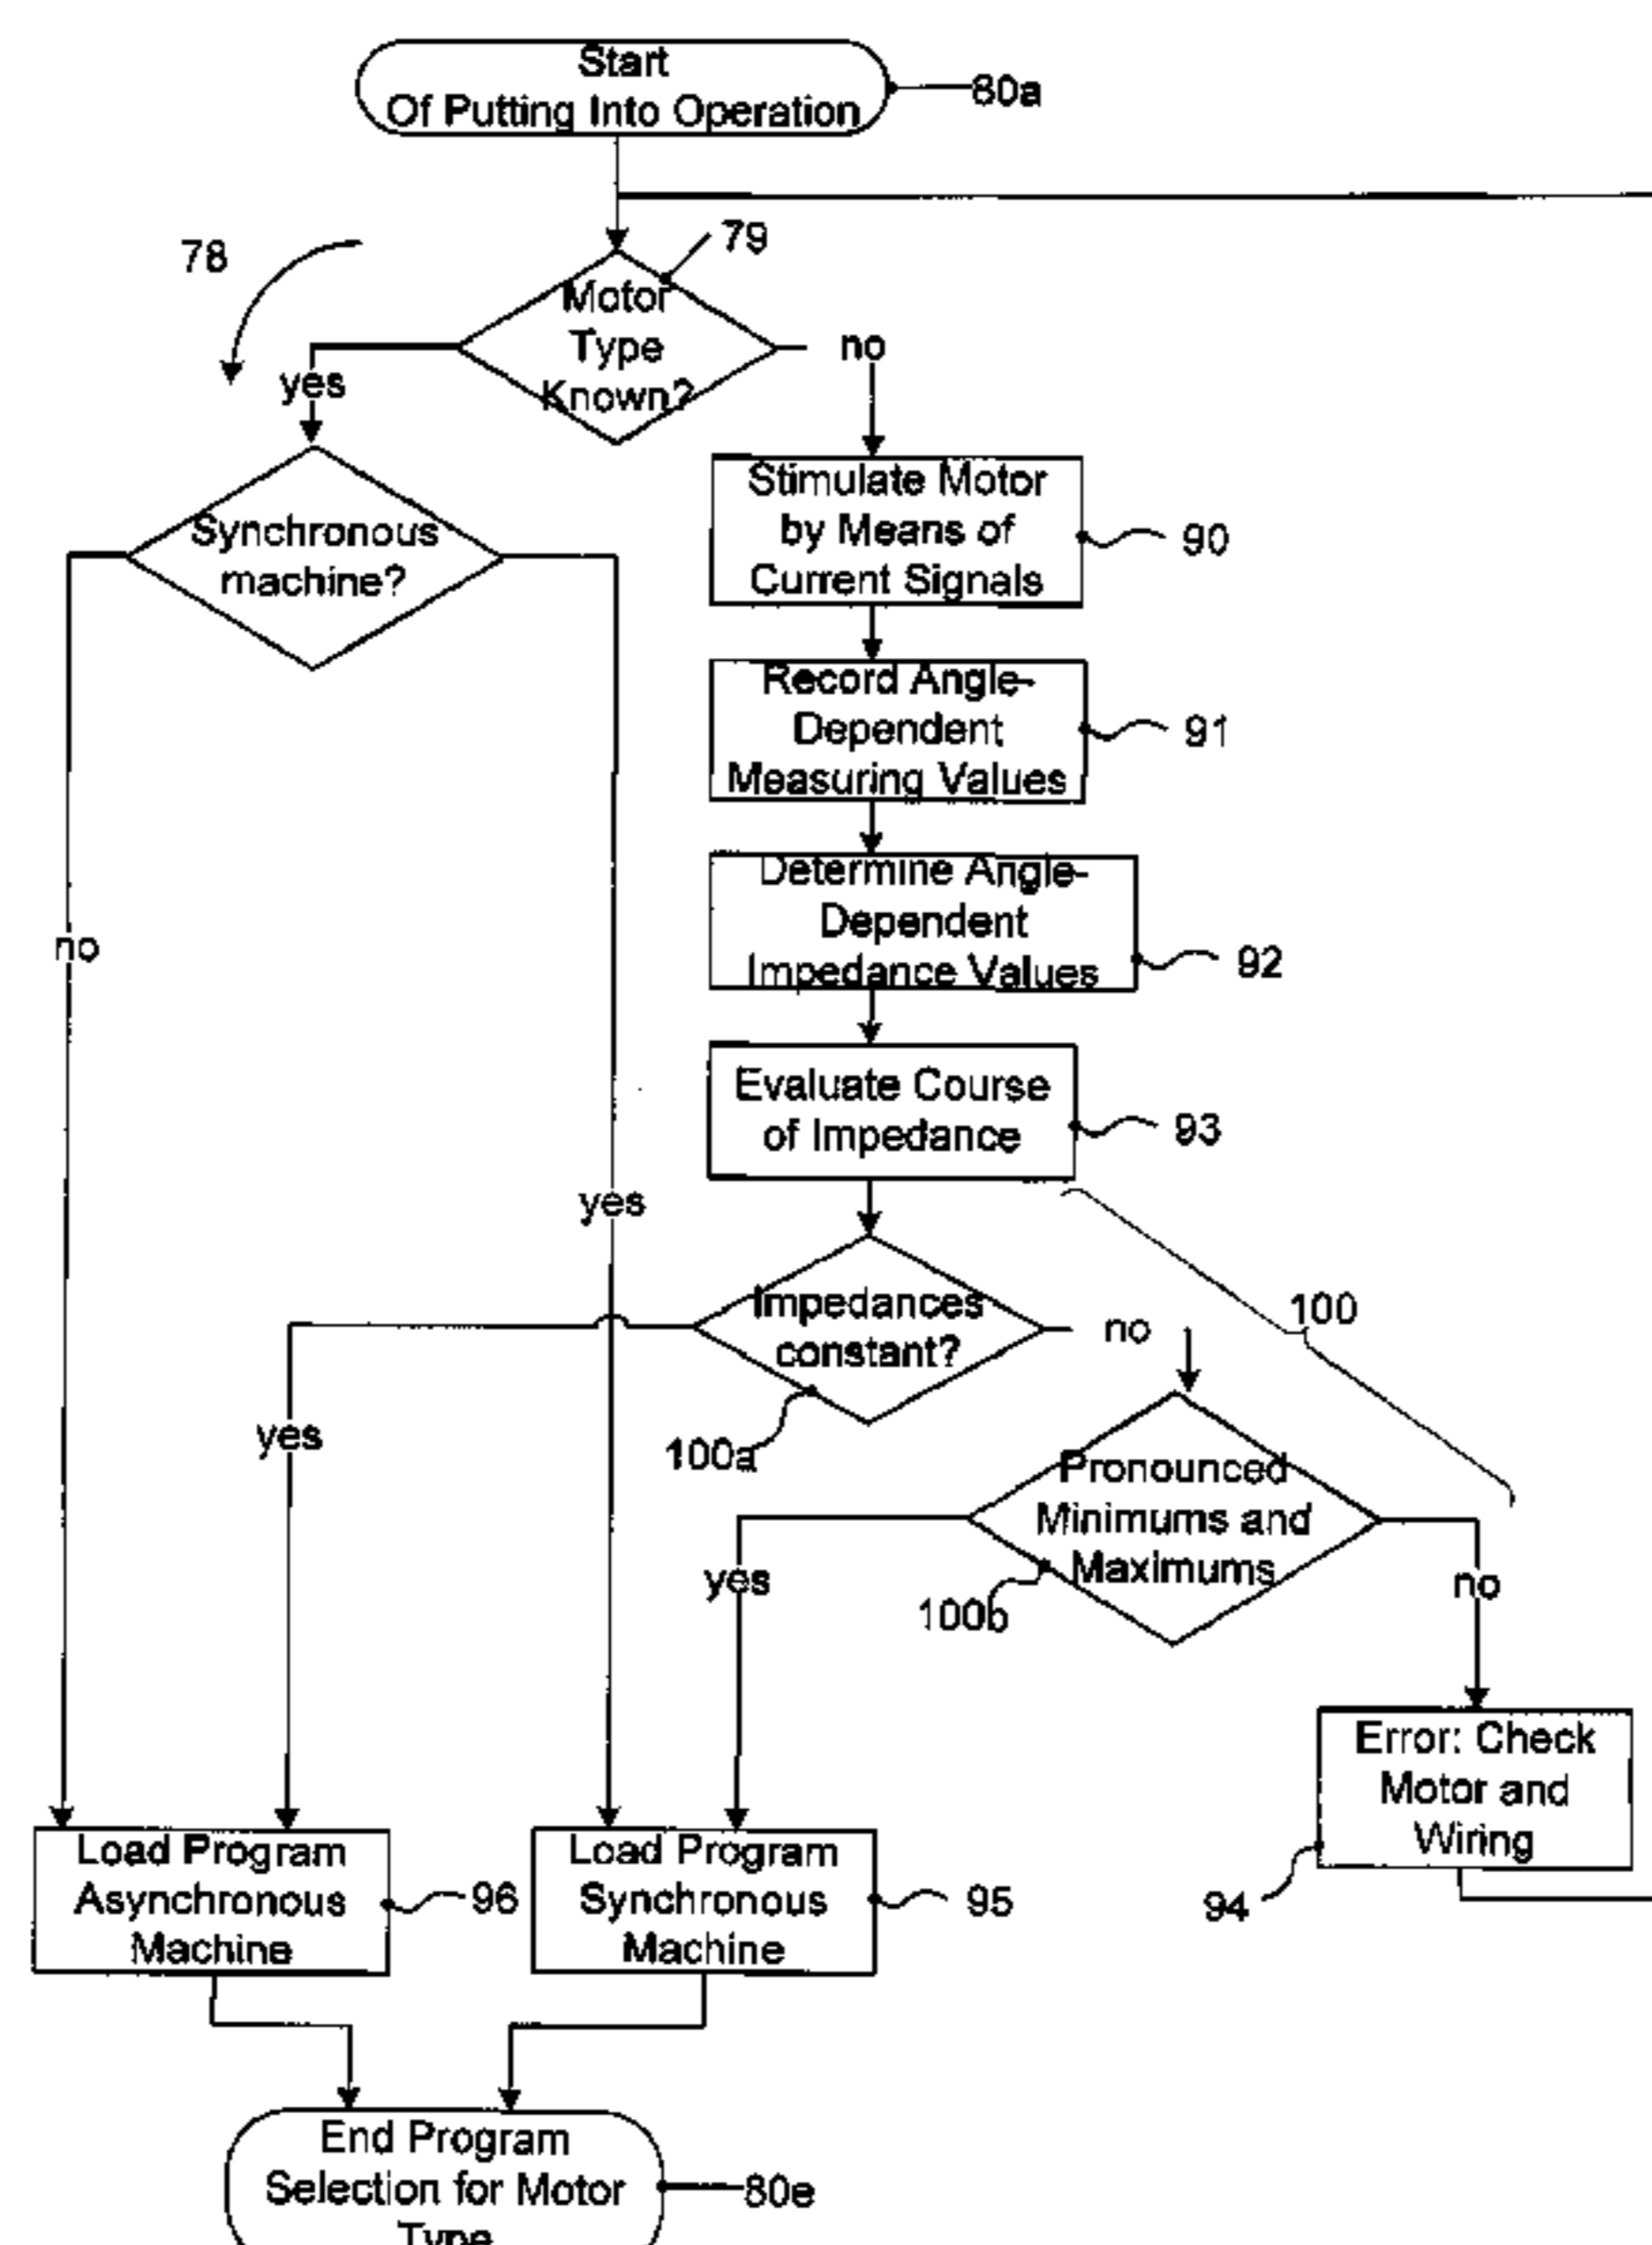 Start
Of Putting Into Operation
80a
79
78
Motor
Type
Known?
no
yes
Stimulate Motor
by Means of
Current Signals
90
Synchronous
machine?
Record Angle-
Dependent
Measuring Values
91
Determine Angle-
Dependent
Impedance Values
92
no
Evaluate Course
of Impedance
93
yes
Impedances
constant?
no
100
100a
yes
Pronounced
Minimums and
Maximums
yes
no
100b
Error: Check
Motor and
Wiring
94
Load Program
Asynchronous
Machine
96
Load Program
Synchronous
Machine
95
End Program
Selection for Motor
Type
80e